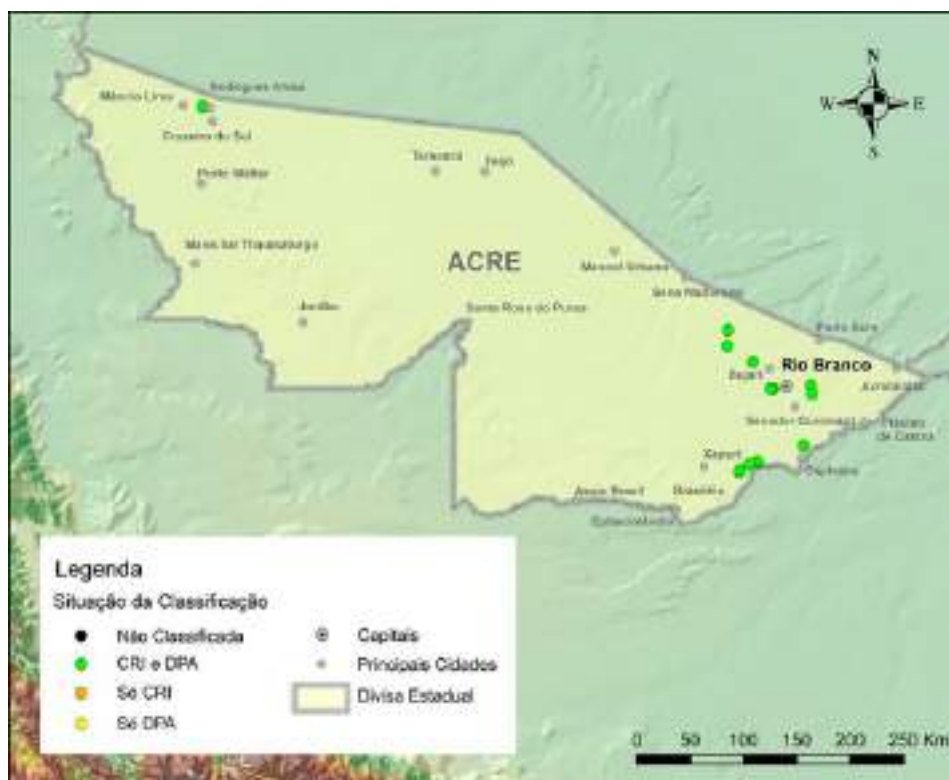 N
W E
S
Rodrigues Alves
Mâncio Lima
Cruzeiro do Sul
Porto Walter
Tarauacá
Feijó
Marechal Thaumaturgo
ACRE
Manoel Urbano
Sena Madureira
Jordão
Santa Rosa do Purus
Porto Acre
Rio Branco
Bujari
Acrelândia
Senador Guiomard
Plácido de Castro
Xapuri
Capixaba
Assis Brasil
Brasiléia
Epitaciolândia
Legenda
Situação da Classificação
Não Classificada
CRI e DPA
Só CRI
Só DPA
Capitais
Principais Cidades
Divisa Estadual
0 50 100 150 200 250 Km